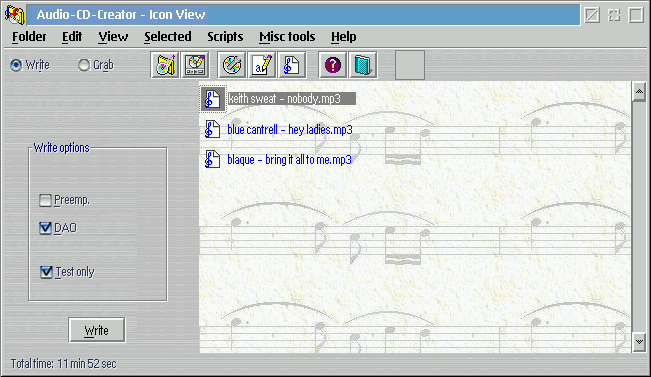 Audio-CD-Creator - Icon View
Folder Edit View Selected Scripts Misc tools Help
Write Grab
keith sweat - nobody.mp3
blue cantrell - hey ladies.mp3
blaque - bring it all to me.mp3
Write options
Preemp.
DAO
Test only
Write
Total time: 11 min 52 sec